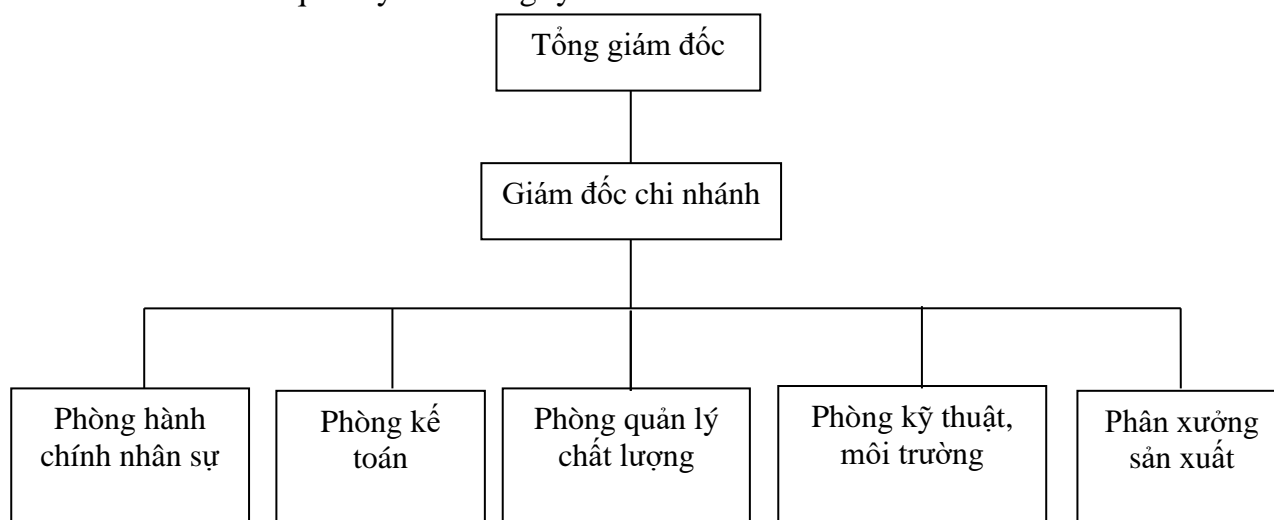 Tổng giám đốc
Giám đốc chi nhánh
Phòng hành
chính nhân sự
Phòng kế
toán
Phòng quản lý
chất lượng
Phòng kỹ thuật,
môi trường
Phân xưởng
sản xuất